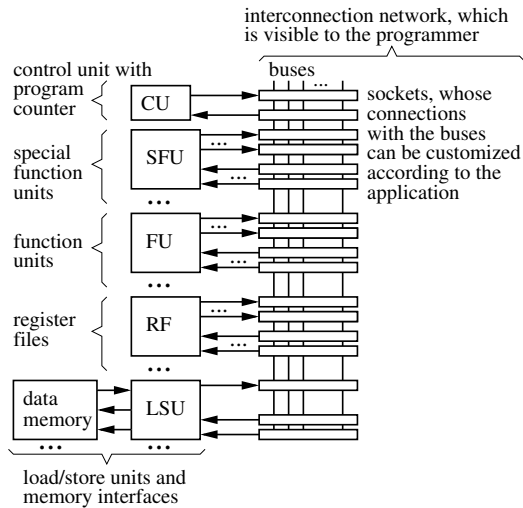 interconnection network, which
is visible to the programmer
control unit with
program
counter
CU
buses
...
sockets, whose
connections
with the buses
can be customized
according to the
application
special
function
units
SFU
...
...
...
function
units
FU
...
...
...
register
files
RF
...
...
...
data
memory
LSU
...
...
load/store units and
memory interfaces